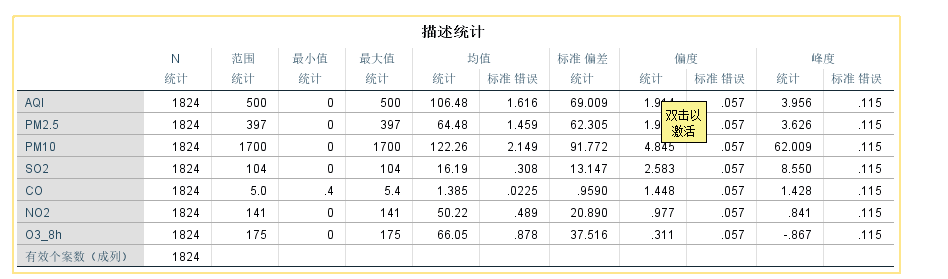 描述统计
N 范围 最小值 最大值 均值 标准 偏差 偏度 峰度
统计 统计 统计 统计 统计 标准 错误 统计 统计 标准 错误 统计 标准 错误
AQI 1824 500 0 500 106.48 1.616 69.009 .057 3.956 .115
PM2.5 1824 397 0 397 64.48 1.459 62.305 .057 3.626 .115
双击以
激活
PM10 1824 1700 0 1700 122.26 2.149 91.772 4.845 .057 62.009 .115
SO2 1824 104 0 104 16.19 .308 13.147 2.583 .057 8.550 .115
CO 1824 5.0 .4 5.4 1.385 .0225 .9590 1.448 .057 1.428 .115
NO2 1824 141 0 141 50.22 .489 20.890 .977 .057 .841 .115
O3_8h 1824 175 0 175 66.05 .878 37.516 .311 .057 -.867 .115
有效个案数（成列） 1824